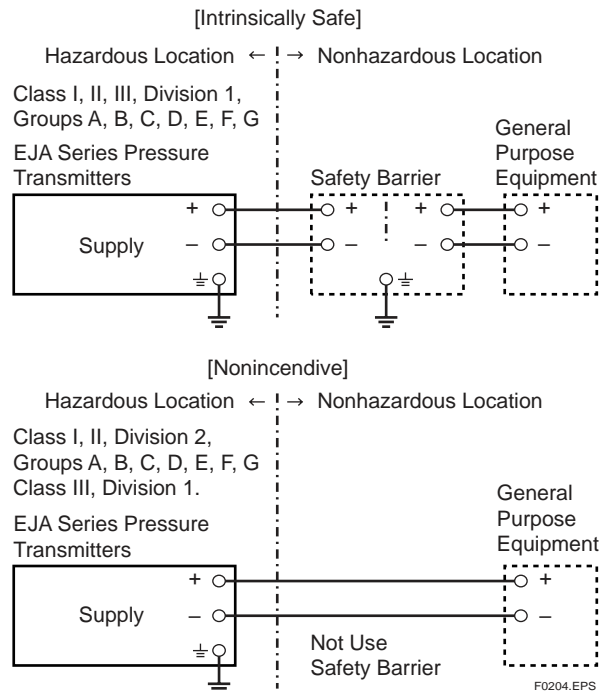 [Intrinsically Safe]
Hazardous Location ← → Nonhazardous Location
Class I, II, III, Division 1,
Groups A, B, C, D, E, F, G
EJA Series Pressure
Transmitters
Safety Barrier
General
Purpose
Equipment
+ + + +
Supply – – – –
[Nonincendive]
Hazardous Location ← → Nonhazardous Location
Class I, II, Division 2,
Groups A, B, C, D, E, F, G
Class III, Division 1.
EJA Series Pressure
Transmitters
General
Purpose
Equipment
+ +
Supply – –
Not Use
Safety Barrier
F0204.EPS